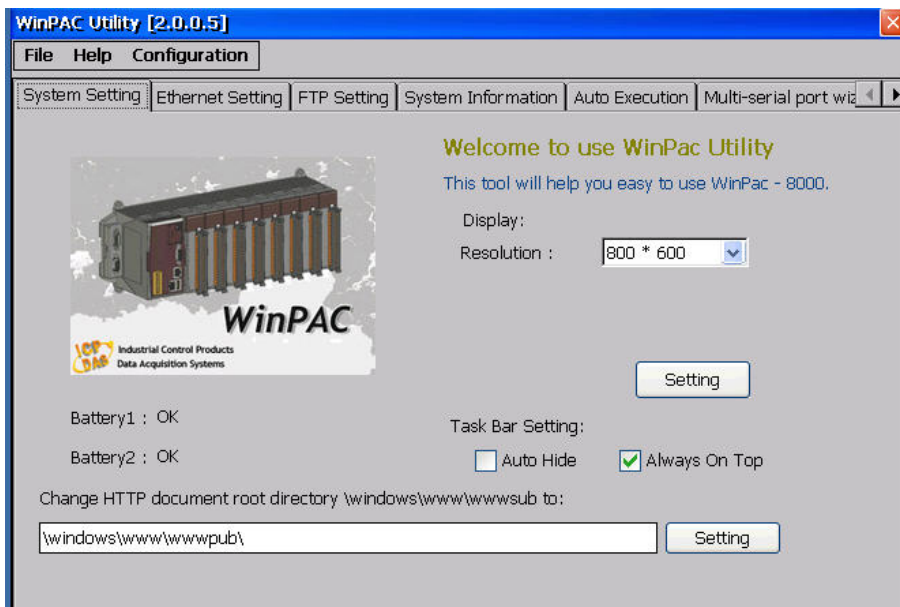 WinPAC Utility [2.0.0.5]
File Help Configuration
System Setting Ethernet Setting FTP Setting System Information Auto Execution Multi-serial port wiz
Welcome to use WinPac Utility
This tool will help you easy to use WinPac - 8000.
Display:
Resolution : 800 * 600
WinPAC
ICP DAS
Industrial Control Products
Data Acquisition Systems
Setting
Battery1 : OK
Task Bar Setting:
Battery2 : OK
Auto Hide Always On Top
Change HTTP document root directory \windows\www\wwwsub to:
\windows\www\wwwpub\ Setting